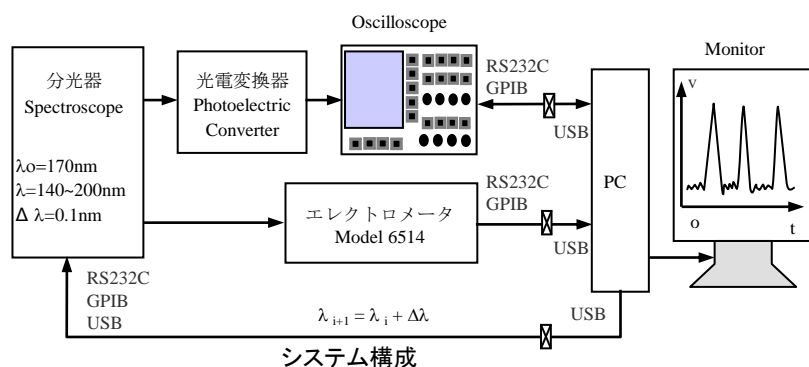 Oscilloscope
分光器
Spectroscope
λo=170nm
λ=140~200nm
Δ λ=0.1nm
光電変換器
Photoelectric
Converter
RS232C
GPIB
USB
エレクトロメータ
Model 6514
RS232C
GPIB
USB
PC
Monitor
v
o
t
RS232C
GPIB
USB
λ i+1 = λ i + Δλ
USB
システム構成